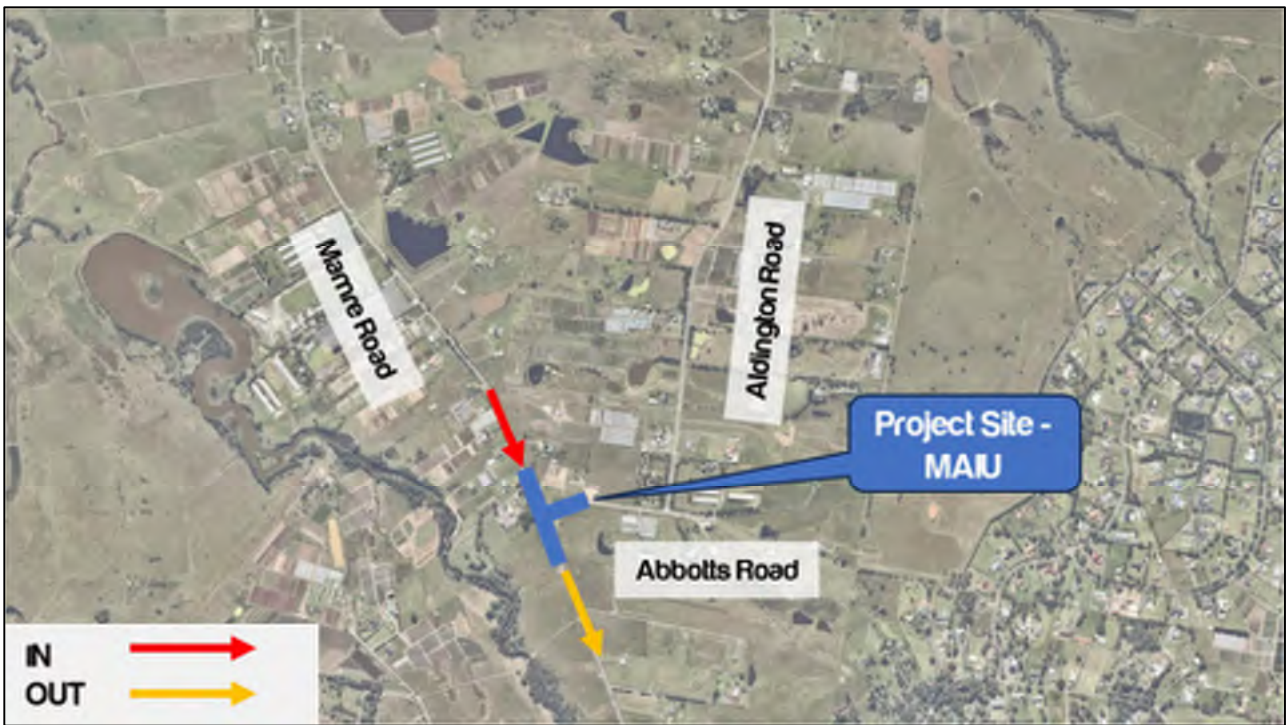 Mamre Road
Aldington Road
Project Site -
MAIU
Abbotts Road
IN
OUT